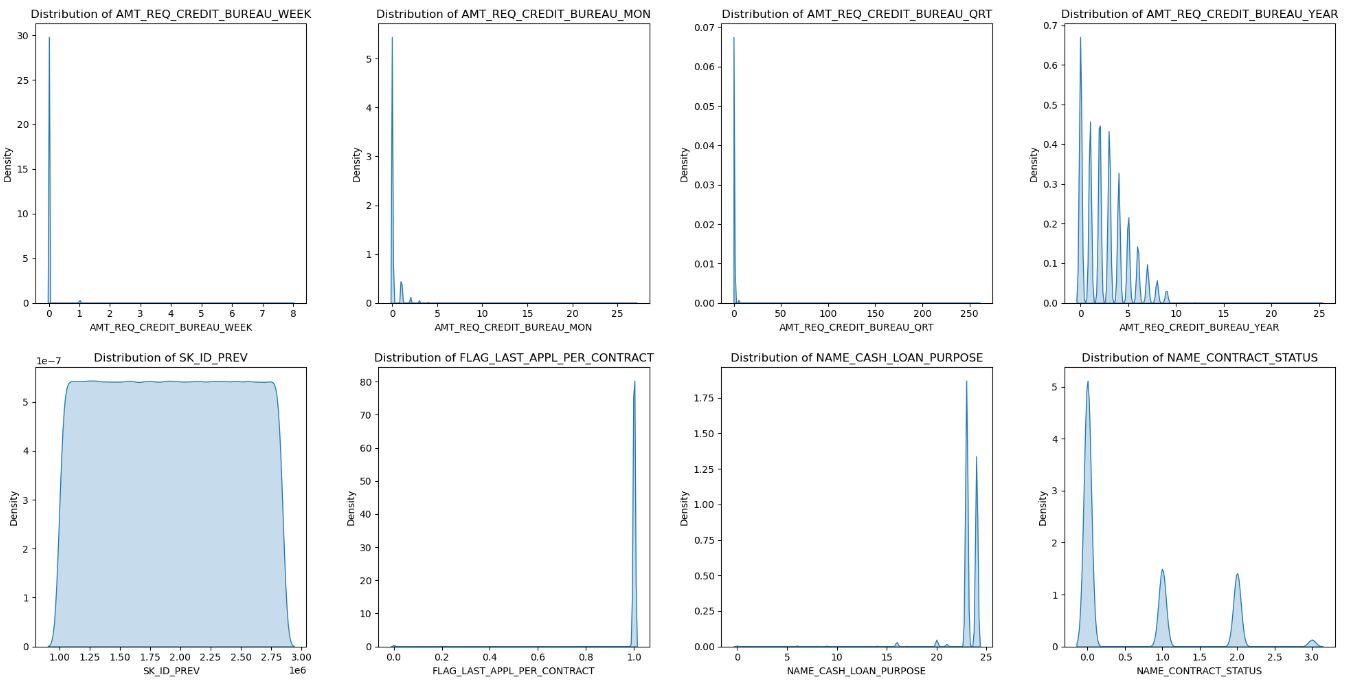 Distribution of AMT_REQ_CREDIT_BUREAU_WEEK
30
25
20
15
10
5
0
Density
0 1 2 3 4 5 6 7 8
AMT_REQ_CREDIT_BUREAU_WEEK
Distribution of AMT_REQ_CREDIT_BUREAU_MON
5
4
3
2
1
0
Density
0 5 10 15 20 25
AMT_REQ_CREDIT_BUREAU_MON
Distribution of AMT_REQ_CREDIT_BUREAU_QRT
0.07
0.06
0.05
0.04
0.03
0.02
0.01
0.00
Density
0 50 100 150 200 250
AMT_REQ_CREDIT_BUREAU_QRT
Distribution of AMT_REQ_CREDIT_BUREAU_YEAR
0.7
0.6
0.5
0.4
0.3
0.2
0.1
0.0
Density
0 5 10 15 20 25
AMT_REQ_CREDIT_BUREAU_YEAR
Distribution of SK_ID_PREV
1e−7
5
4
3
2
1
0
Density
1.00 1.25 1.50 1.75 2.00 2.25 2.50 2.75 3.00
1e6
SK_ID_PREV
Distribution of FLAG_LAST_APPL_PER_CONTRACT
80
70
60
50
40
30
20
10
0
Density
0.0 0.2 0.4 0.6 0.8 1.0
FLAG_LAST_APPL_PER_CONTRACT
Distribution of NAME_CASH_LOAN_PURPOSE
1.75
1.50
1.25
1.00
0.75
0.50
0.25
0.00
Density
0 5 10 15 20 25
NAME_CASH_LOAN_PURPOSE
Distribution of NAME_CONTRACT_STATUS
5
4
3
2
1
0
Density
0.0 0.5 1.0 1.5 2.0 2.5 3.0
NAME_CONTRACT_STATUS